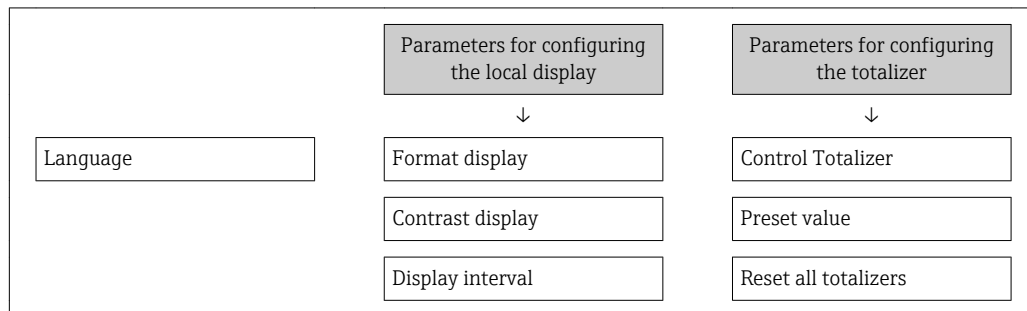 Parameters for configuring
the local display
Parameters for configuring
the totalizer
↓
↓
Language
Format display
Control Totalizer
Contrast display
Preset value
Display interval
Reset all totalizers